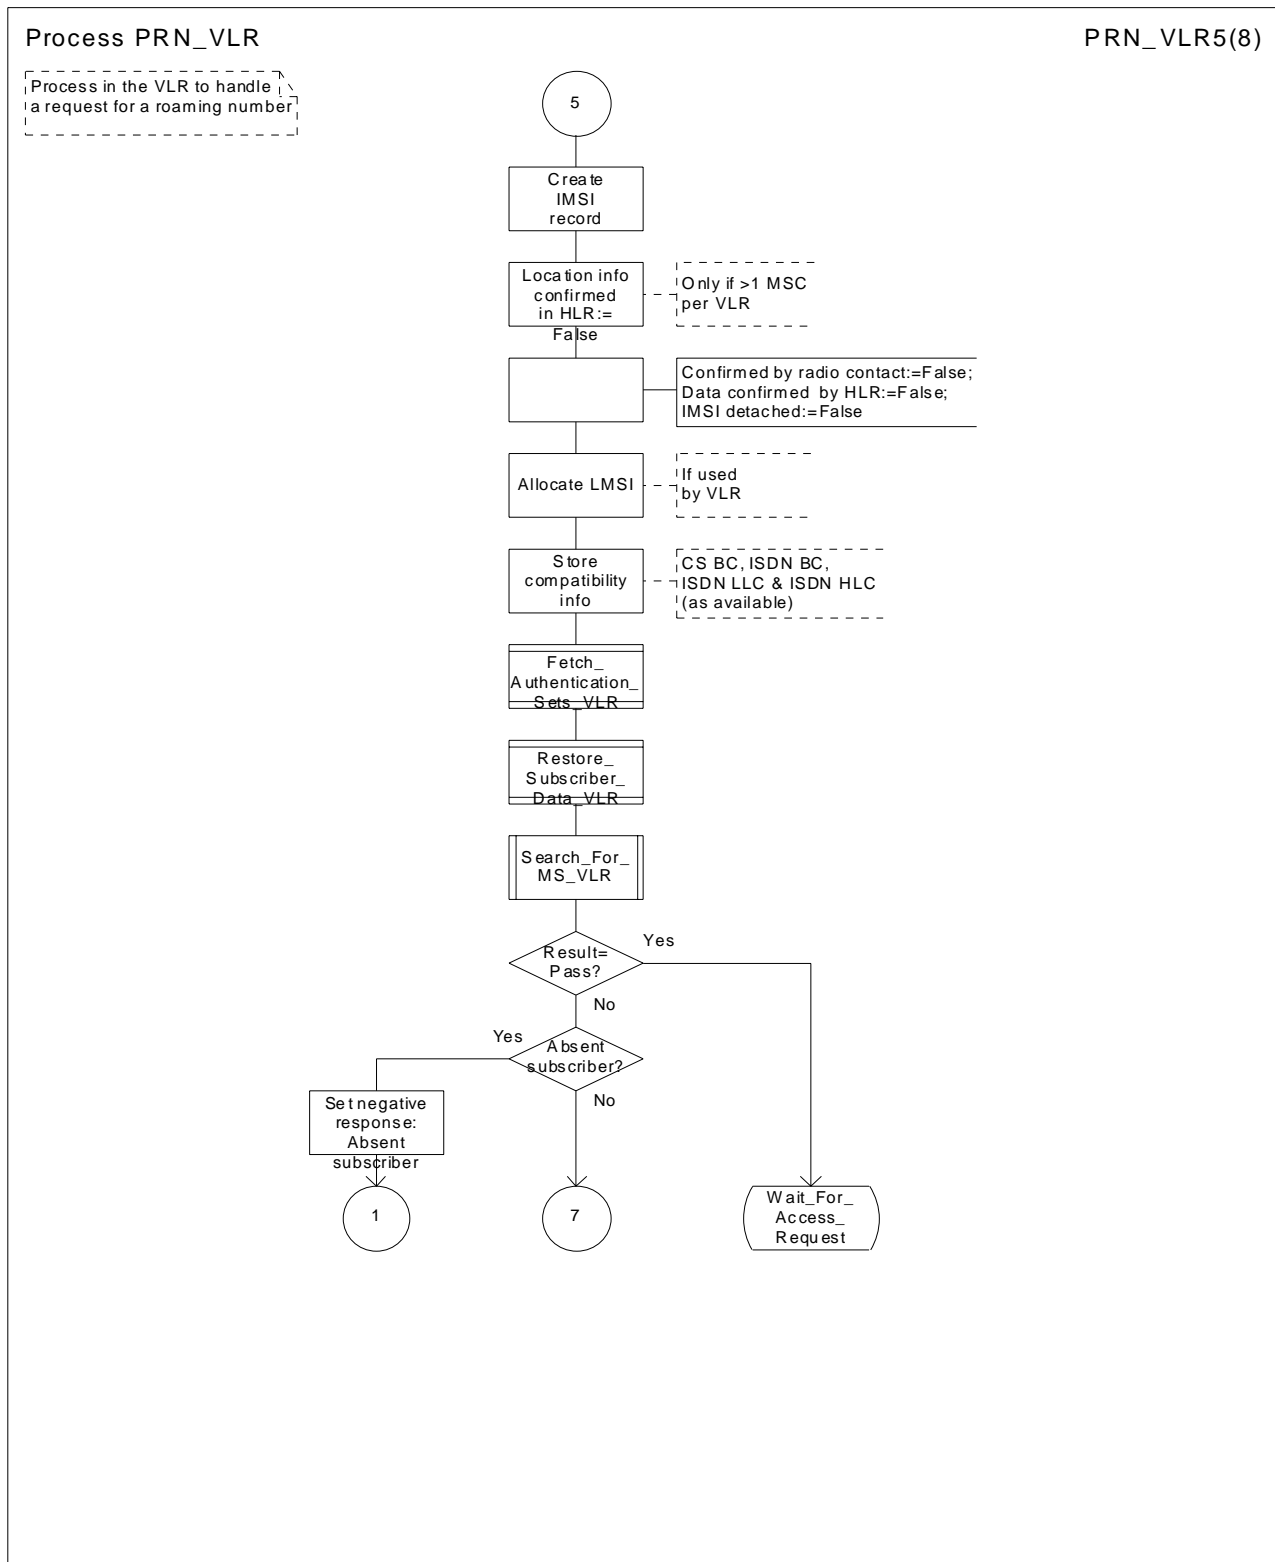 Process PRN_VLR
PRN_VLR5(8)
Process in the VLR to handle
a request for a roaming number
5
Create
IMSI
record
Location info
confirmed
in HLR:=
False
Only if >1 MSC
per VLR
Confirmed by radio contact:=False;
Data confirmed by HLR:=False;
IMSI detached:=False
Allocate LMSI
If used
by VLR
Store
compatibility
info
CS BC, ISDN BC,
ISDN LLC & ISDN HLC
(as available)
Fetch_
Authentication_
Sets_VLR
Restore_
Subscriber_
Data_VLR
Search_For_
MS_VLR
Result=
Pass?
Yes
No
Absent
subscriber?
Yes
No
Set negative
response:
Absent
subscriber
1
7
Wait_For_
Access_
Request